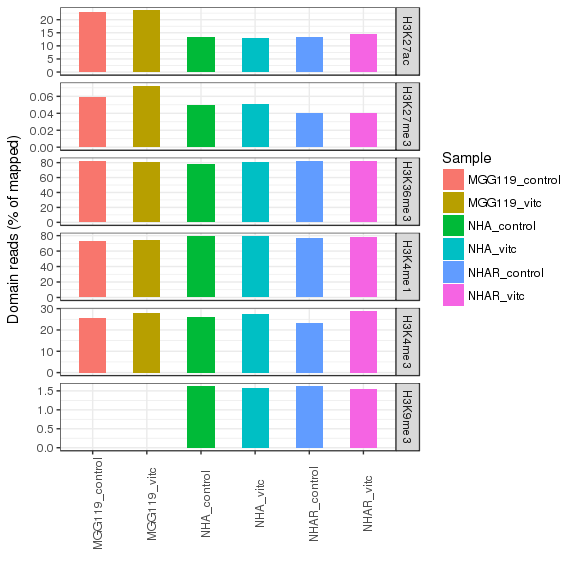 Domain reads (% of mapped)
20
15
10
5
0
H3K27ac
0.06
0.04
0.02
0.00
H3K27me3
80
60
40
20
0
H3K36me3
80
60
40
20
0
H3K4me1
30
20
10
0
H3K4me3
1.5
1.0
0.5
0.0
H3K9me3
MGG119_control
MGG119_vitc
NHA_control
NHA_vitc
NHAR_control
NHAR_vitc
Sample
MGG119_control
MGG119_vitc
NHA_control
NHA_vitc
NHAR_control
NHAR_vitc